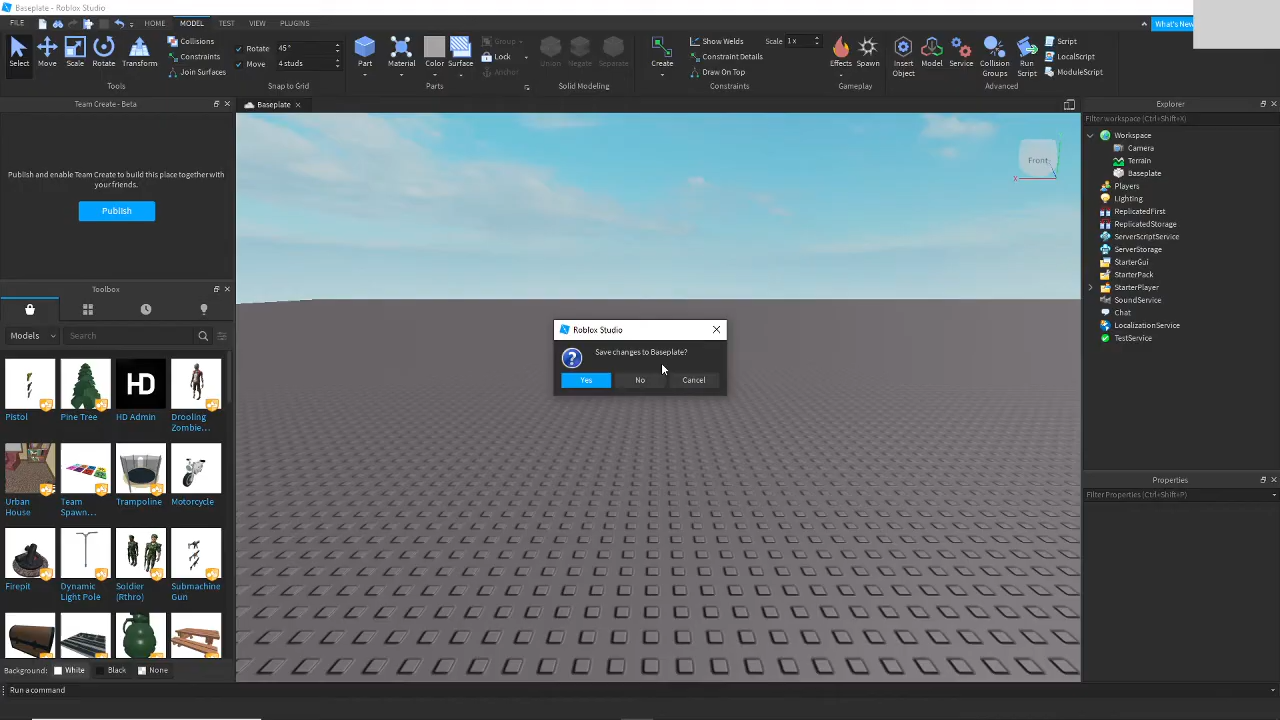 Baseplate - Roblox Studio
FILE HOME MODEL TEST VIEW PLUGINS What's New
Select Move Scale Rotate Transform
Collisions
Constraints
Join Surfaces
Tools
Rotate 45°
Move 4 studs
Snap to Grid
Part Material Color Surface
Group
Lock
Anchor
Parts
Union Negate Separate
Solid Modeling
Create
Show Welds Scale 1 x
Constraint Details
Draw On Top
Constraints
Effects Spawn
Gameplay
Insert Object
Model Service
Collision Groups
Run Script
Script
LocalScript
ModuleScript
Advanced
Team Create - Beta
Publish and enable Team Create to build this place together with
your friends.
Publish
Toolbox
Models Search
Pistol Pine Tree HD Admin Drooling
Zombie...
Urban
House
Team
Spawn...
Trampoline Motorcycle
Firepit Dynamic
Light Pole
Soldier
(Rthro)
Submachine
Gun
HD
Background: White Black None
Run a command
Baseplate
Front
X
Roblox Studio
Save changes to Baseplate?
Yes No Cancel
Explorer
Filter workspace (Ctrl+Shift+X)
Workspace
Camera
Terrain
Baseplate
Players
Lighting
ReplicatedFirst
ReplicatedStorage
ServerScriptService
ServerStorage
StarterGui
StarterPack
StarterPlayer
SoundService
Chat
LocalizationService
TestService
Properties
Filter Properties (Ctrl+Shift+P)